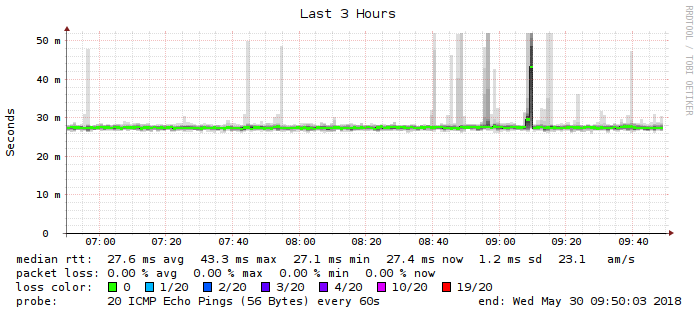 Last 3 Hours
RRDTOOL / TOBI OETIKER
Seconds
50 m
40 m
30 m
20 m
10 m
0
07:00 07:20 07:40 08:00 08:20 08:40 09:00 09:20 09:40
median rtt: 27.6 ms avg 43.3 ms max 27.1 ms min 27.4 ms now 1.2 ms sd 23.1 am/s
packet loss: 0.00 % avg 0.00 % max 0.00 % min 0.00 % now
loss color: 0 1/20 2/20 3/20 4/20 10/20 19/20
probe: 20 ICMP Echo Pings (56 Bytes) every 60s end: Wed May 30 09:50:03 2018